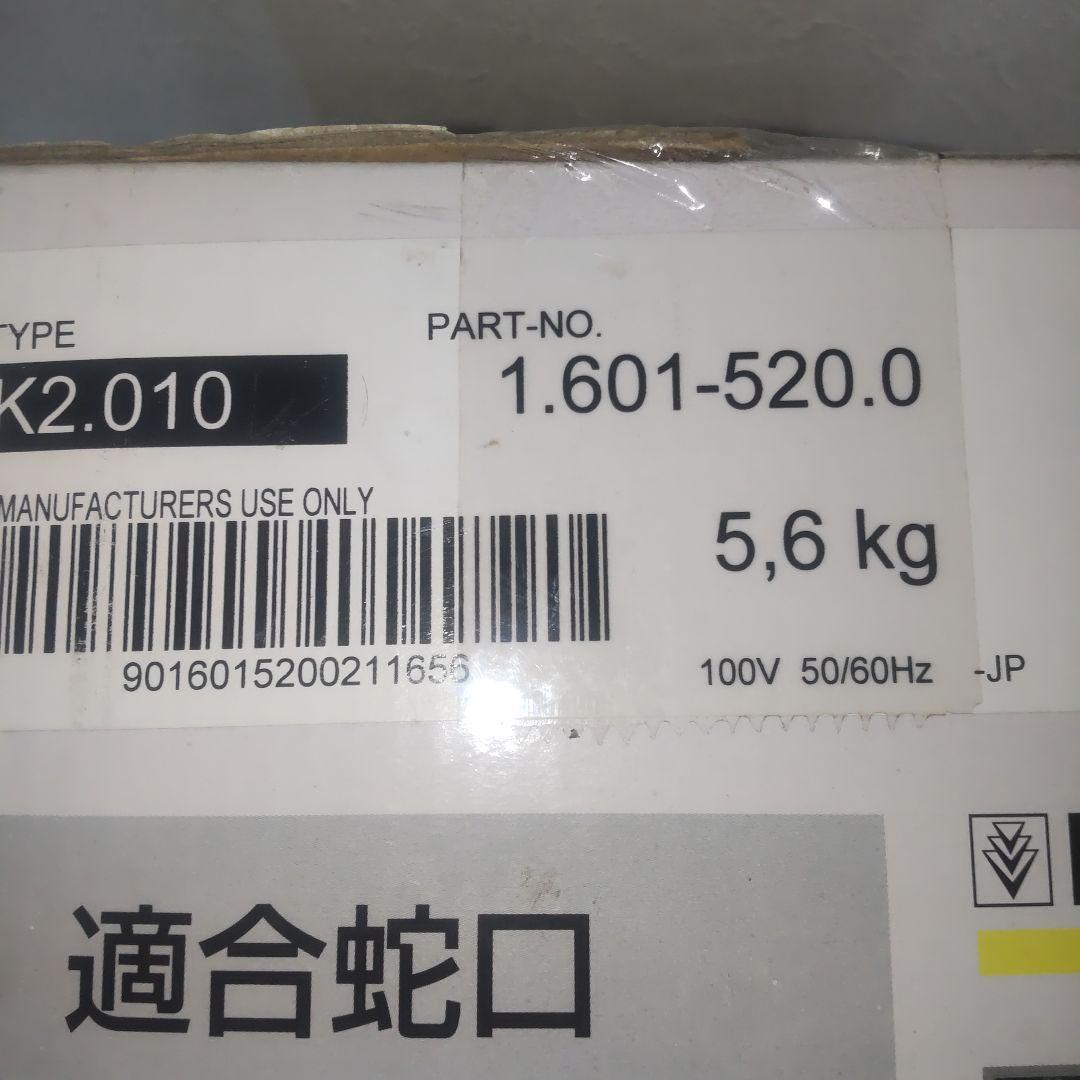 TYPE
PART-NO.
K2.010
1.601-520.0
MANUFACTURERS USE ONLY
5,6 kg
9016015200211656
100V 50/60Hz -JP
適合蛇口